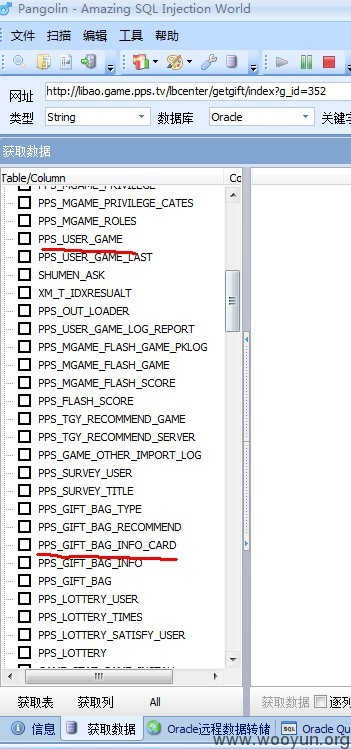 Pangolin - Amazing SQL Injection World
文件 扫描 编辑 工具 帮助
网址 http://libao.game.pps.tv/lbcenter/getgift/index?g_id=352
类型 String 数据库 Oracle 关键字
获取数据
Table/Column Co
PPS_MGAME_PRIVILEGE
PPS_MGAME_PRIVILEGE_CATES
PPS_MGAME_ROLES
PPS_USER_GAME
PPS_USER_GAME_LAST
SHUMEN_ASK
XM_T_IDXRESUALT
PPS_OUT_LOADER
PPS_USER_GAME_LOG_REPORT
PPS_MGAME_FLASH_GAME_PKLOG
PPS_MGAME_FLASH_GAME
PPS_MGAME_FLASH_SCORE
PPS_FLASH_SCORE
PPS_TGY_RECOMMEND_GAME
PPS_TGY_RECOMMEND_SERVER
PPS_GAME_OTHER_IMPORT_LOG
PPS_SURVEY_USER
PPS_SURVEY_TITLE
PPS_GIFT_BAG_TYPE
PPS_GIFT_BAG_RECOMMEND
PPS_GIFT_BAG_INFO_CARD
PPS_GIFT_BAG_INFO
PPS_GIFT_BAG
PPS_LOTTERY_USER
PPS_LOTTERY_TIMES
PPS_LOTTERY_SATISFY_USER
PPS_LOTTERY
获取表 获取列 All 获取数据 逐列
信息 获取数据 Oracle远程数据转储 Oracle Qu
www.wooyun.org